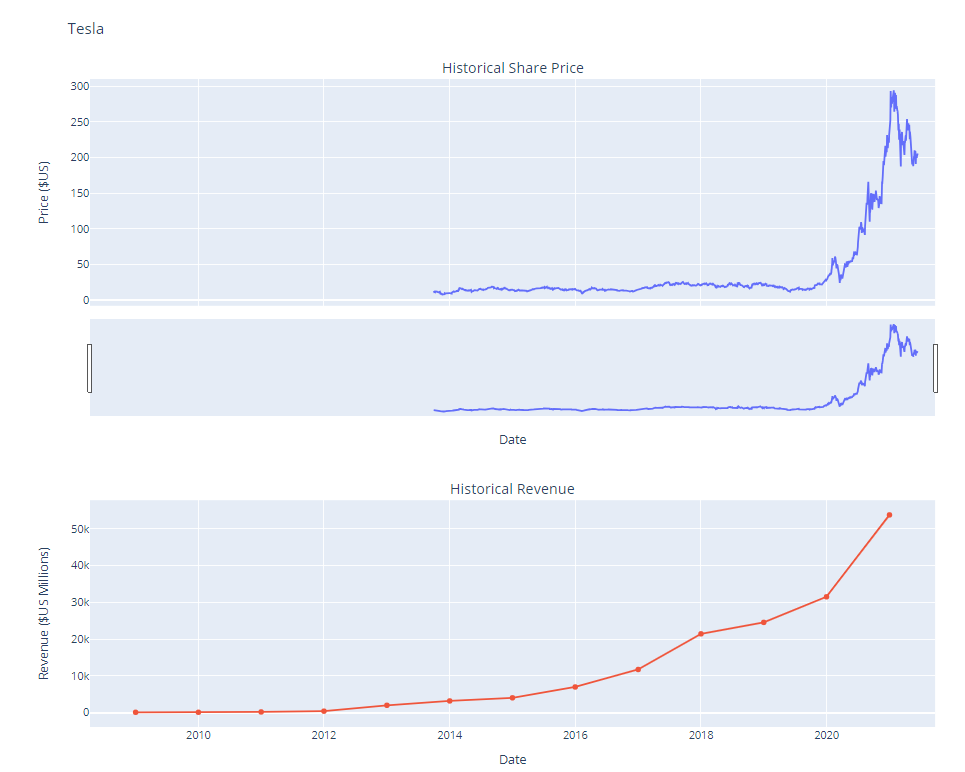 Tesla
Historical Share Price
Price ($US)
300
250
200
150
100
50
0
Date
Historical Revenue
Revenue ($US Millions)
50k
40k
30k
20k
10k
0
2010 2012 2014 2016 2018 2020
Date